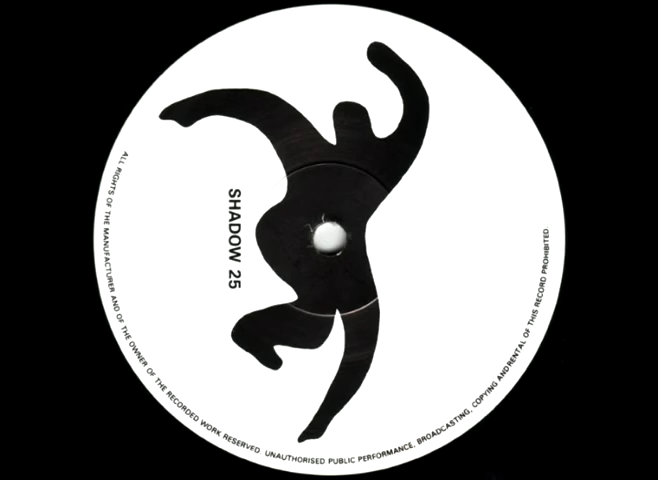 SHADOW 25
ALL RIGHTS OF THE MANUFACTURER AND OF THE OWNER OF THE RECORDED WORK RESERVED. UNAUTHORISED PUBLIC PERFORMANCE, BROADCASTING, COPYING AND RENTAL OF THIS RECORD PROHIBITED